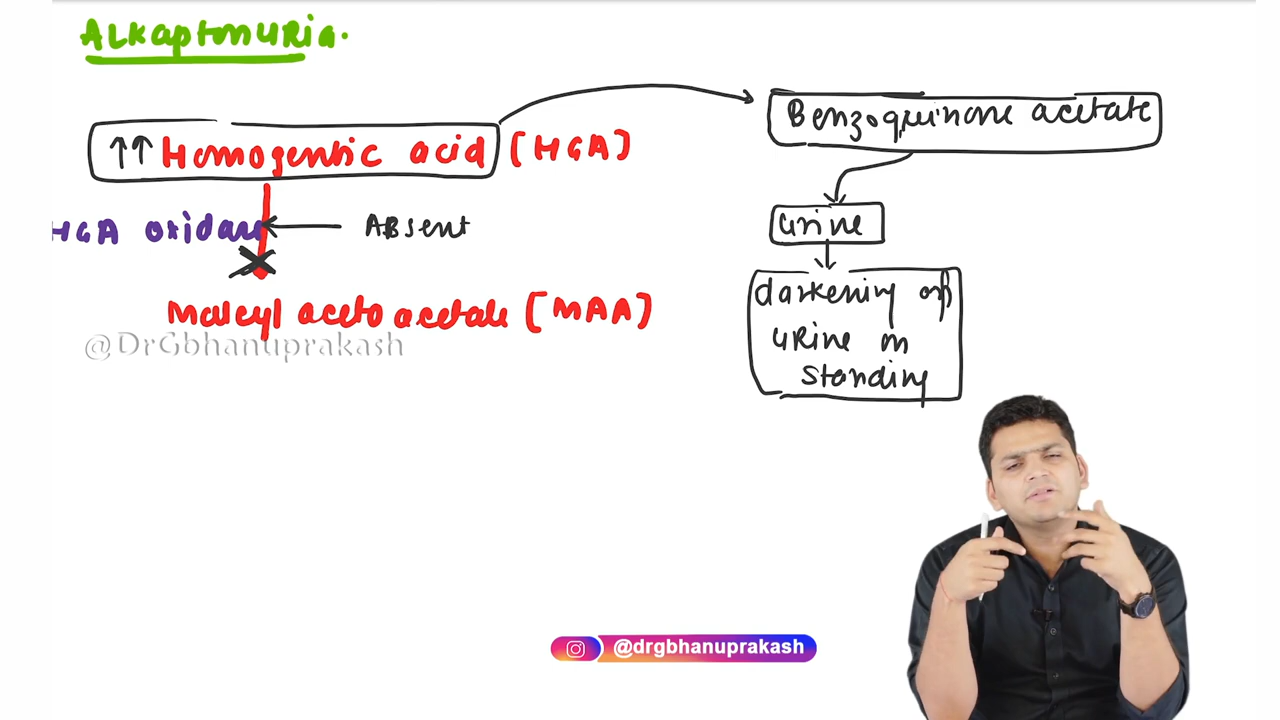 ALKaptonuria.
↑↑ Homogentic acid [HGA]
Benzoquinone acetate
HGA oxidase
ABsent
urine
Maleyl aceto acetate [MAA]
darkening of
urine on
standing
@DrGbhanuprakash
@drgbhanuprakash